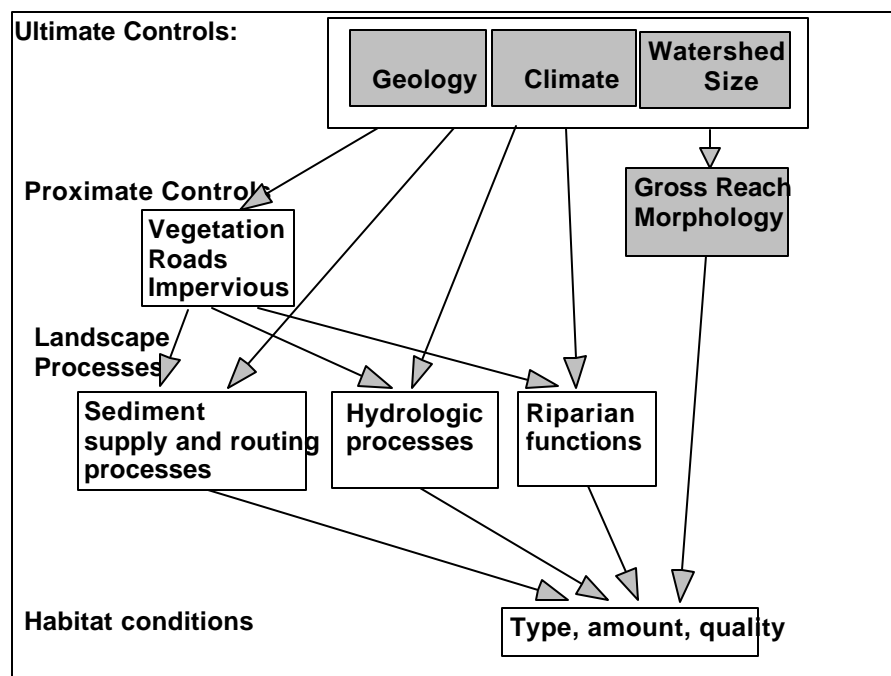 Ultimate Controls:
Geology
Climate
Watershed
Size
Gross Reach
Morphology
Proximate Controls
Vegetation
Roads
Impervious
Landscape
Processes
Sediment
supply and routing
processes
Hydrologic
processes
Riparian
functions
Habitat conditions
Type, amount, quality